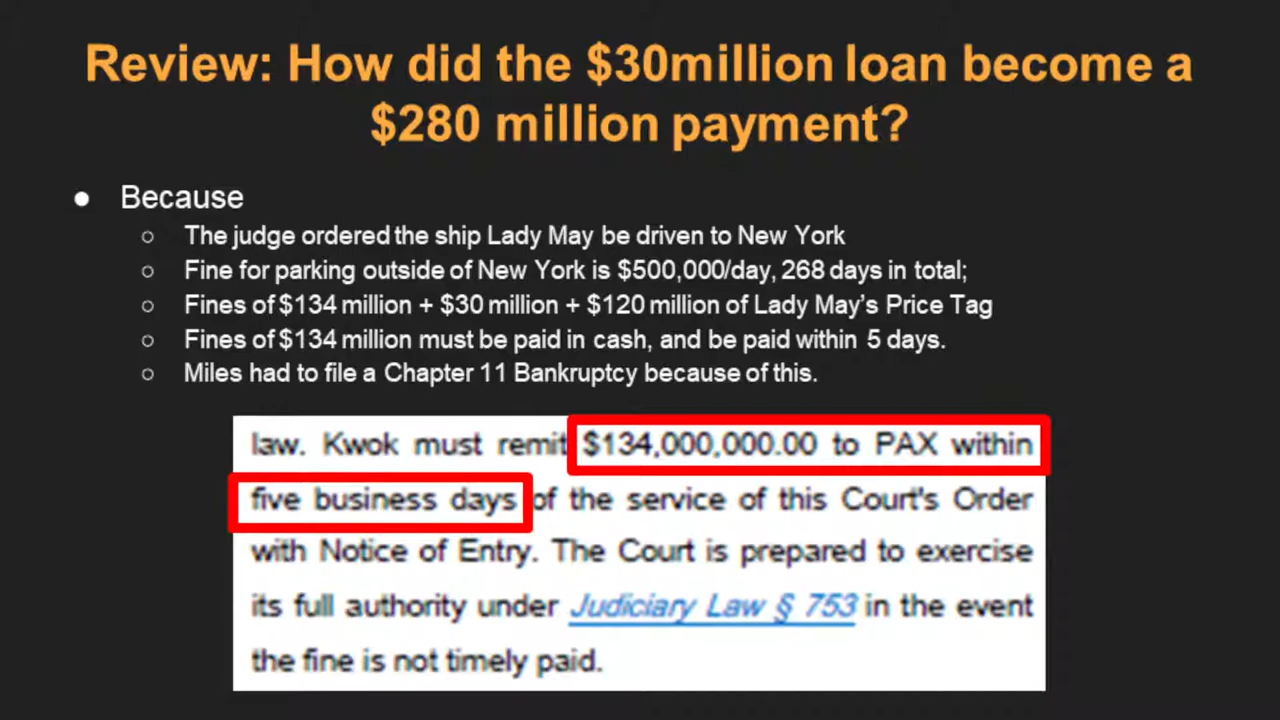 Review: How did the $30million loan become a
$280 million payment?
● Because
○ The judge ordered the ship Lady May be driven to New York
○ Fine for parking outside of New York is $500,000/day, 268 days in total;
○ Fines of $134 million + $30 million + $120 million of Lady May's Price Tag
○ Fines of $134 million must be paid in cash, and be paid within 5 days.
○ Miles had to file a Chapter 11 Bankruptcy because of this.
law. Kwok must remit $134,000,000.00 to PAX within
five business days of the service of this Court's Order
with Notice of Entry. The Court is prepared to exercise
its full authority under Judiciary Law § 753 in the event
the fine is not timely paid.